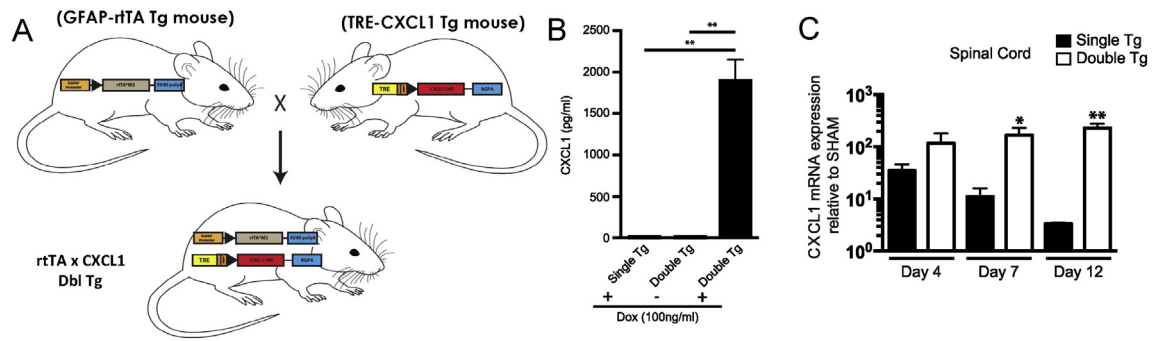 A
(GFAP-rtTA Tg mouse)
(TRE-CXCL1 Tg mouse)
rtTA*M2
SV40 polyA
TRE
CXCL1 ORF
BGPA
X
rtTA*M2
SV40 polyA
TRE
CXCL1 ORF
BGPA
rtTA x CXCL1
Dbl Tg
B
CXCL1 (pg/ml)
2500
2000
1500
1000
500
0
**
**
Single Tg
Double Tg
Double Tg
+ - +
Dox (100ng/ml)
C
Spinal Cord
Single Tg
Double Tg
CXCL1 mRNA expression
relative to SHAM
10³
10²
10¹
10⁰
*
**
Day 4
Day 7
Day 12